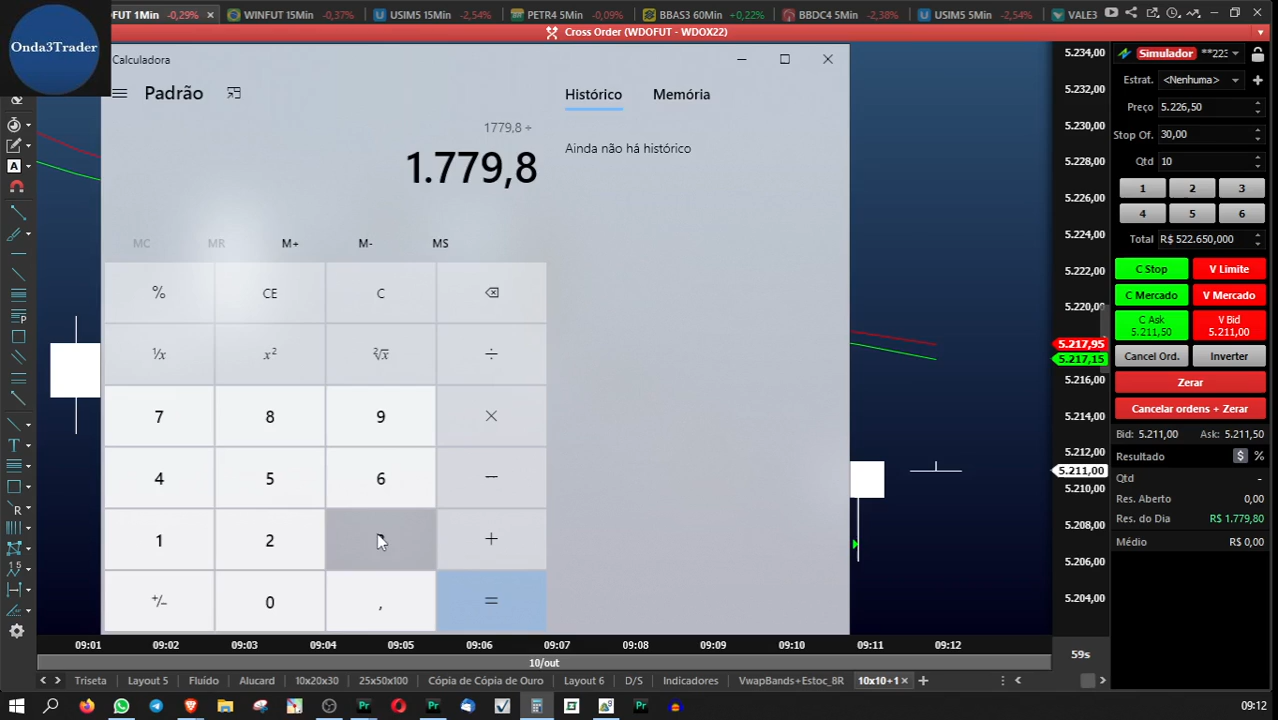 OFUT 1Min -0,29% ×
WINFUT 15Min -0,37%
USIM5 15Min -2,54%
PETR4 5Min -0,09%
BBAS3 60Min +0,22%
BBDC4 5Min -2,38%
USIM5 5Min -2,54%
VALE3
Cross Order (WDOFUT - WDOX22)
Onda3Trader
Calculadora
Padrão
Histórico Memória
Ainda não há histórico
1779,8 ÷
1.779,8
MC MR M+ M- MS
% CE C
¹/x x² ²√x ÷
7 8 9 ×
4 5 6 −
1 2 +
+/− 0 , =
5.234,00
5.232,00
5.230,00
5.228,00
5.226,00
5.224,00
5.222,00
5.220,00
5.217,95
5.217,15
5.216,00
5.214,00
5.212,00
5.211,00
5.210,00
5.208,00
5.206,00
5.204,00
Simulador **223
Estrat. <Nenhuma>
Preço 5.226,50
Stop Of. 30,00
Qtd 10
1 2 3
4 5 6
Total R$ 522.650,000
C Stop V Limite
C Mercado V Mercado
C Ask V Bid
5.211,50 5.211,00
Cancel Ord. Inverter
Zerar
Cancelar ordens + Zerar
Bid: 5.211,00 Ask: 5.211,50
Resultado $ %
Qtd -
Res. Aberto 0,00
Res. do Dia R$ 1.779,80
Médio R$ 0,00
09:01 09:02 09:03 09:04 09:05 09:06 09:07 09:08 09:09 09:10 09:11 09:12
10/out
59s
Triseta Layout 5 Fluído Alucard 10x20x30 25x50x100 Cópia de Cópia de Ouro Layout 6 D/S Indicadores VwapBands+Estoc_8R 10x10+1 × +
09:12